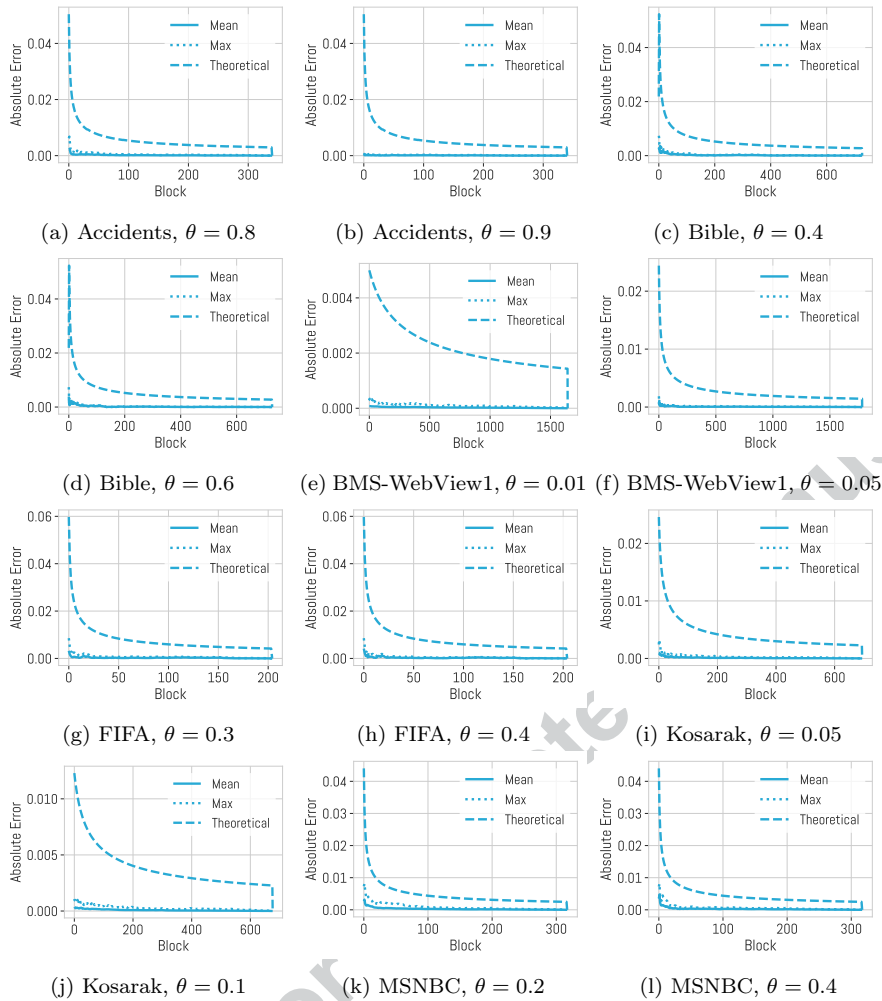 Absolute Error
0.04
0.02
0.00
Mean
Max
Theoretical
0 100 200 300
Block
(a) Accidents, θ = 0.8
Absolute Error
0.04
0.02
0.00
Mean
Max
Theoretical
0 100 200 300
Block
(b) Accidents, θ = 0.9
Absolute Error
0.04
0.02
0.00
Mean
Max
Theoretical
0 200 400 600
Block
(c) Bible, θ = 0.4
Absolute Error
0.04
0.02
0.00
Mean
Max
Theoretical
0 200 400 600
Block
(d) Bible, θ = 0.6
Absolute Error
0.004
0.002
0.000
Mean
Max
Theoretical
0 500 1000 1500
Block
(e) BMS-WebView1, θ = 0.01
Absolute Error
0.02
0.01
0.00
Mean
Max
Theoretical
0 500 1000 1500
Block
(f) BMS-WebView1, θ = 0.05
Absolute Error
0.06
0.04
0.02
0.00
Mean
Max
Theoretical
0 50 100 150 200
Block
(g) FIFA, θ = 0.3
Absolute Error
0.06
0.04
0.02
0.00
Mean
Max
Theoretical
0 50 100 150 200
Block
(h) FIFA, θ = 0.4
Absolute Error
0.02
0.01
0.00
Mean
Max
Theoretical
0 200 400 600
Block
(i) Kosarak, θ = 0.05
Absolute Error
0.010
0.005
0.000
Mean
Max
Theoretical
0 200 400 600
Block
(j) Kosarak, θ = 0.1
Absolute Error
0.04
0.03
0.02
0.01
0.00
Mean
Max
Theoretical
0 100 200 300
Block
(k) MSNBC, θ = 0.2
Absolute Error
0.04
0.03
0.02
0.01
0.00
Mean
Max
Theoretical
0 100 200 300
Block
(l) MSNBC, θ = 0.4